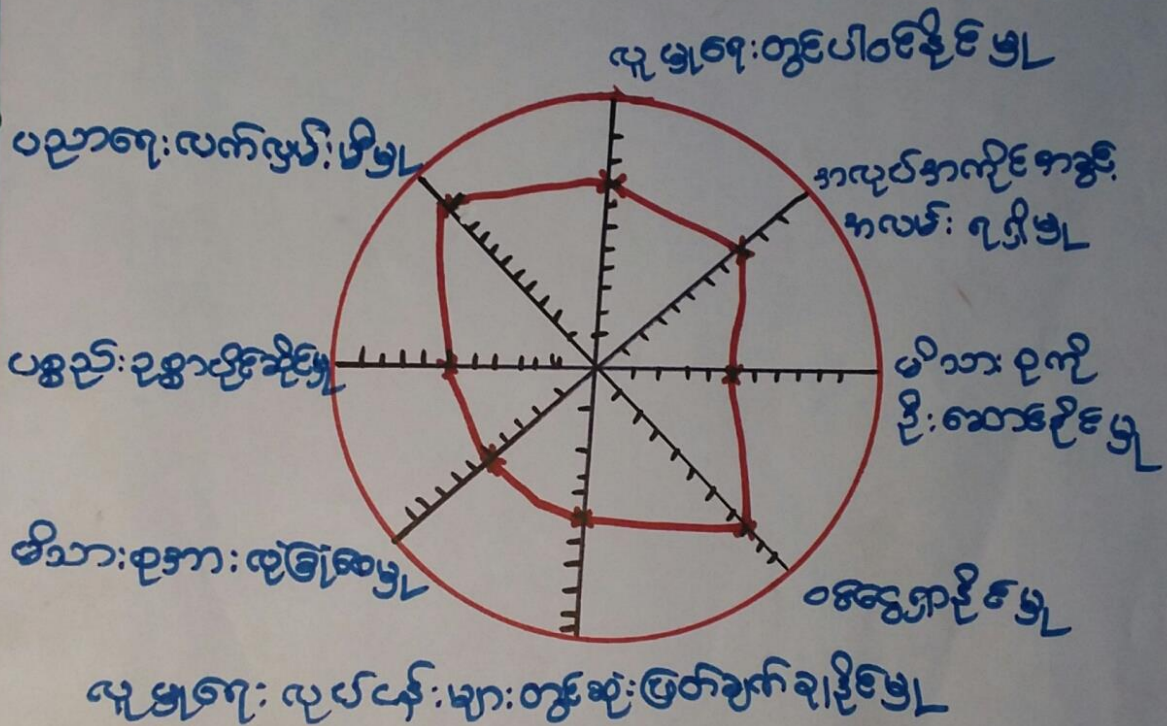 လူမှုရေးတွင်ပါဝင်နိုင်မှု
ပညာရေးလက်လှမ်းမှီမှု
အလုပ်အကိုင်အခွင့်
အလမ်းရရှိမှု
ပစ္စည်းဥစ္စာပိုင်ဆိုင်မှု
မိသားစုကို
ဦးဆောင်နိုင်မှု
မိသားစုအားလုံခြုံစေမှု
ဝင်ငွေရှာနိုင်မှု
လူမှုရေးလုပ်ငန်းများတွင်ဆုံးဖြတ်ချက်ချနိုင်မှု